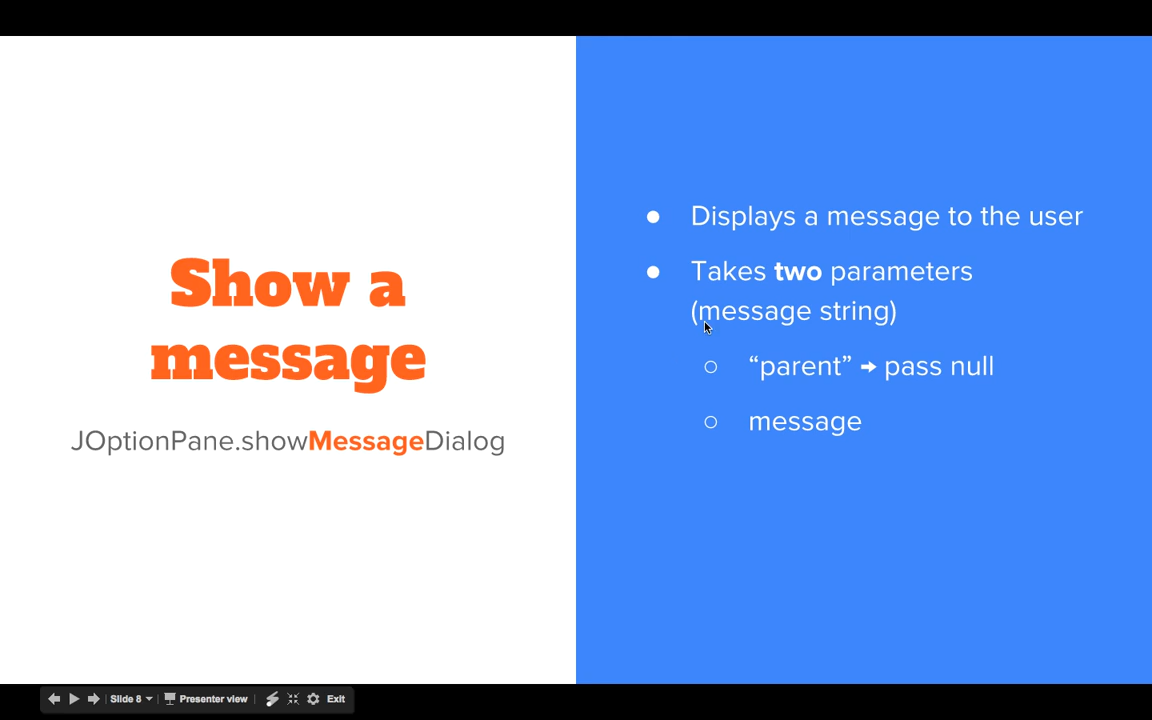 Show a
message
JOptionPane.showMessageDialog
● Displays a message to the user
● Takes two parameters
(message string)
○ “parent” → pass null
○ message
Slide 8
Presenter view
Exit